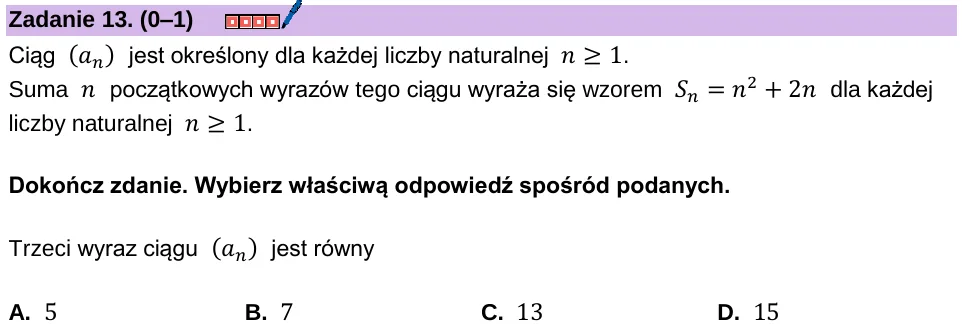 Zadanie 13. (0–1)
Ciąg (aₙ) jest określony dla każdej liczby naturalnej n ≥ 1.
Suma n początkowych wyrazów tego ciągu wyraża się wzorem Sₙ = n² + 2n dla każdej
liczby naturalnej n ≥ 1.
Dokończ zdanie. Wybierz właściwą odpowiedź spośród podanych.
Trzeci wyraz ciągu (aₙ) jest równy
A. 5 B. 7 C. 13 D. 15